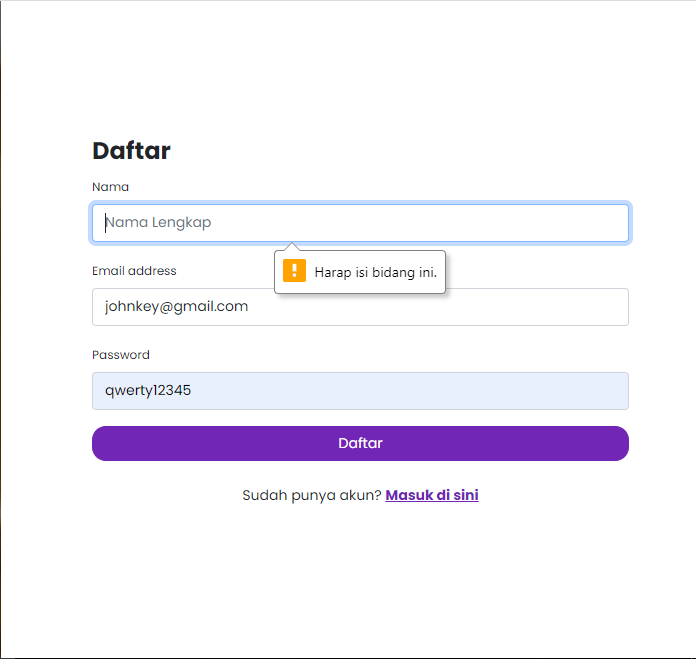 Daftar
Nama
Nama Lengkap
Harap isi bidang ini.
Email address
johnkey@gmail.com
Password
qwerty12345
Daftar
Sudah punya akun? Masuk di sini